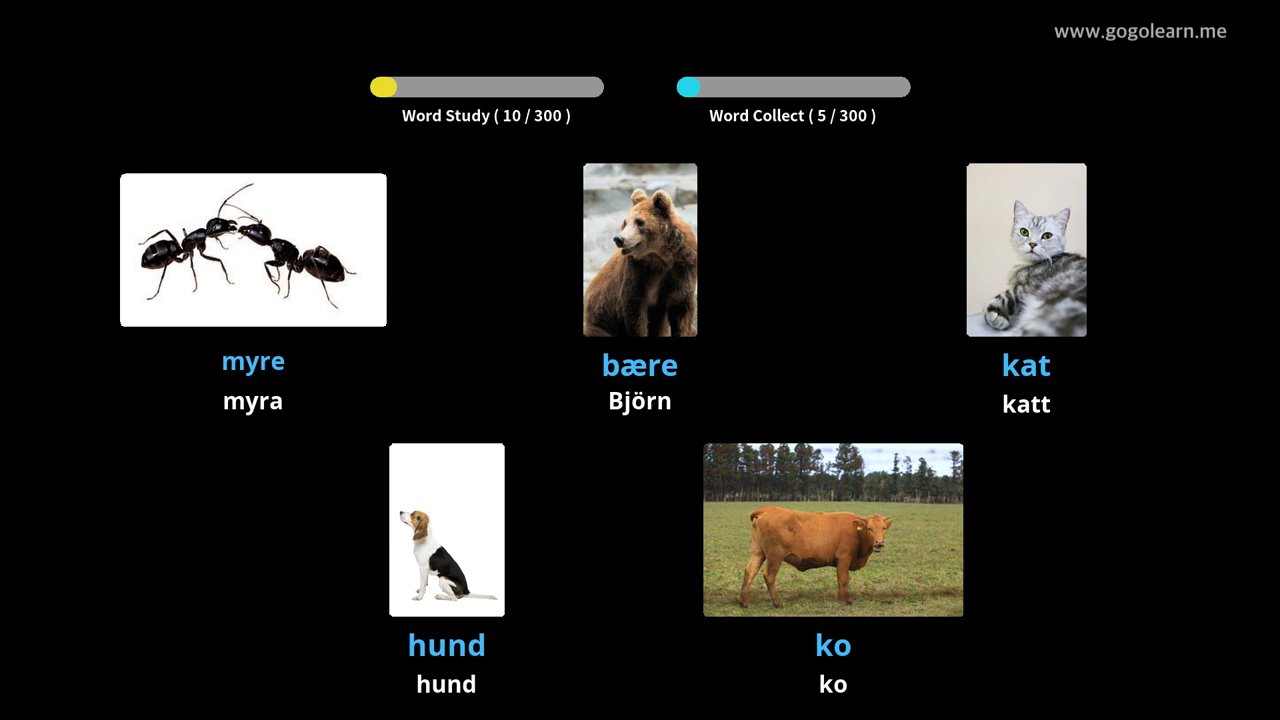 www.gogolearn.me
Word Study ( 10 / 300 )
Word Collect ( 5 / 300 )
myre
myra
bære
Björn
kat
katt
hund
hund
ko
ko